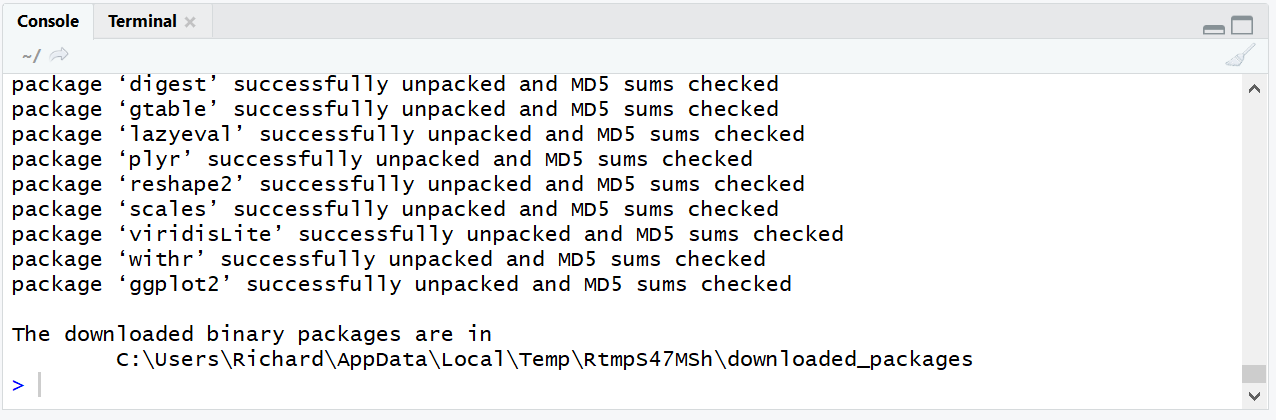 Console Terminal
~/
package ‘digest’ successfully unpacked and MD5 sums checked
package ‘gtable’ successfully unpacked and MD5 sums checked
package ‘lazyeval’ successfully unpacked and MD5 sums checked
package ‘plyr’ successfully unpacked and MD5 sums checked
package ‘reshape2’ successfully unpacked and MD5 sums checked
package ‘scales’ successfully unpacked and MD5 sums checked
package ‘viridisLite’ successfully unpacked and MD5 sums checked
package ‘withr’ successfully unpacked and MD5 sums checked
package ‘ggplot2’ successfully unpacked and MD5 sums checked
The downloaded binary packages are in
C:\Users\Richard\AppData\Local\Temp\RtmpS47MSh\downloaded_packages
>